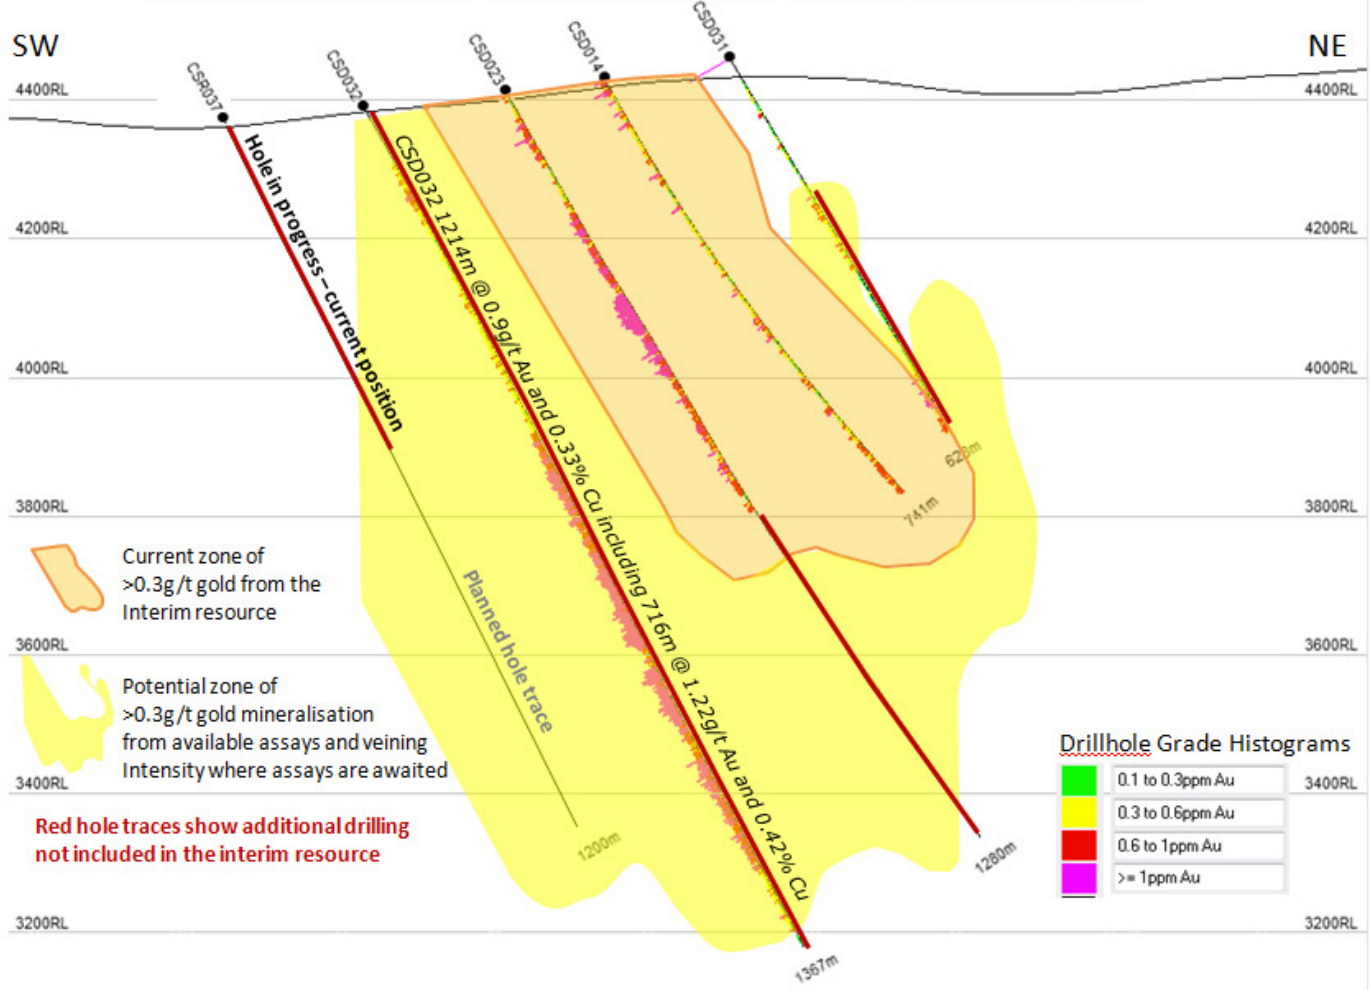 SW
NE
CSR037
CSD032
CSD023
CSD014
CSD031
4400RL
4400RL
4200RL
4200RL
4000RL
4000RL
3800RL
3800RL
3600RL
3600RL
3400RL
3400RL
3200RL
3200RL
Hole in progress – current position
CSD032 1214m @ 0.9g/t Au and 0.33% Cu including 716m @ 1.22g/t Au and 0.42% Cu
Planned hole trace
628m
741m
1200m
1280m
1367m
Current zone of
>0.3g/t gold from the
Interim resource
Potential zone of
>0.3g/t gold mineralisation
from available assays and veining
Intensity where assays are awaited
Red hole traces show additional drilling
not included in the interim resource
Drillhole Grade Histograms
0.1 to 0.3ppm Au
0.3 to 0.6ppm Au
0.6 to 1ppm Au
>= 1ppm Au